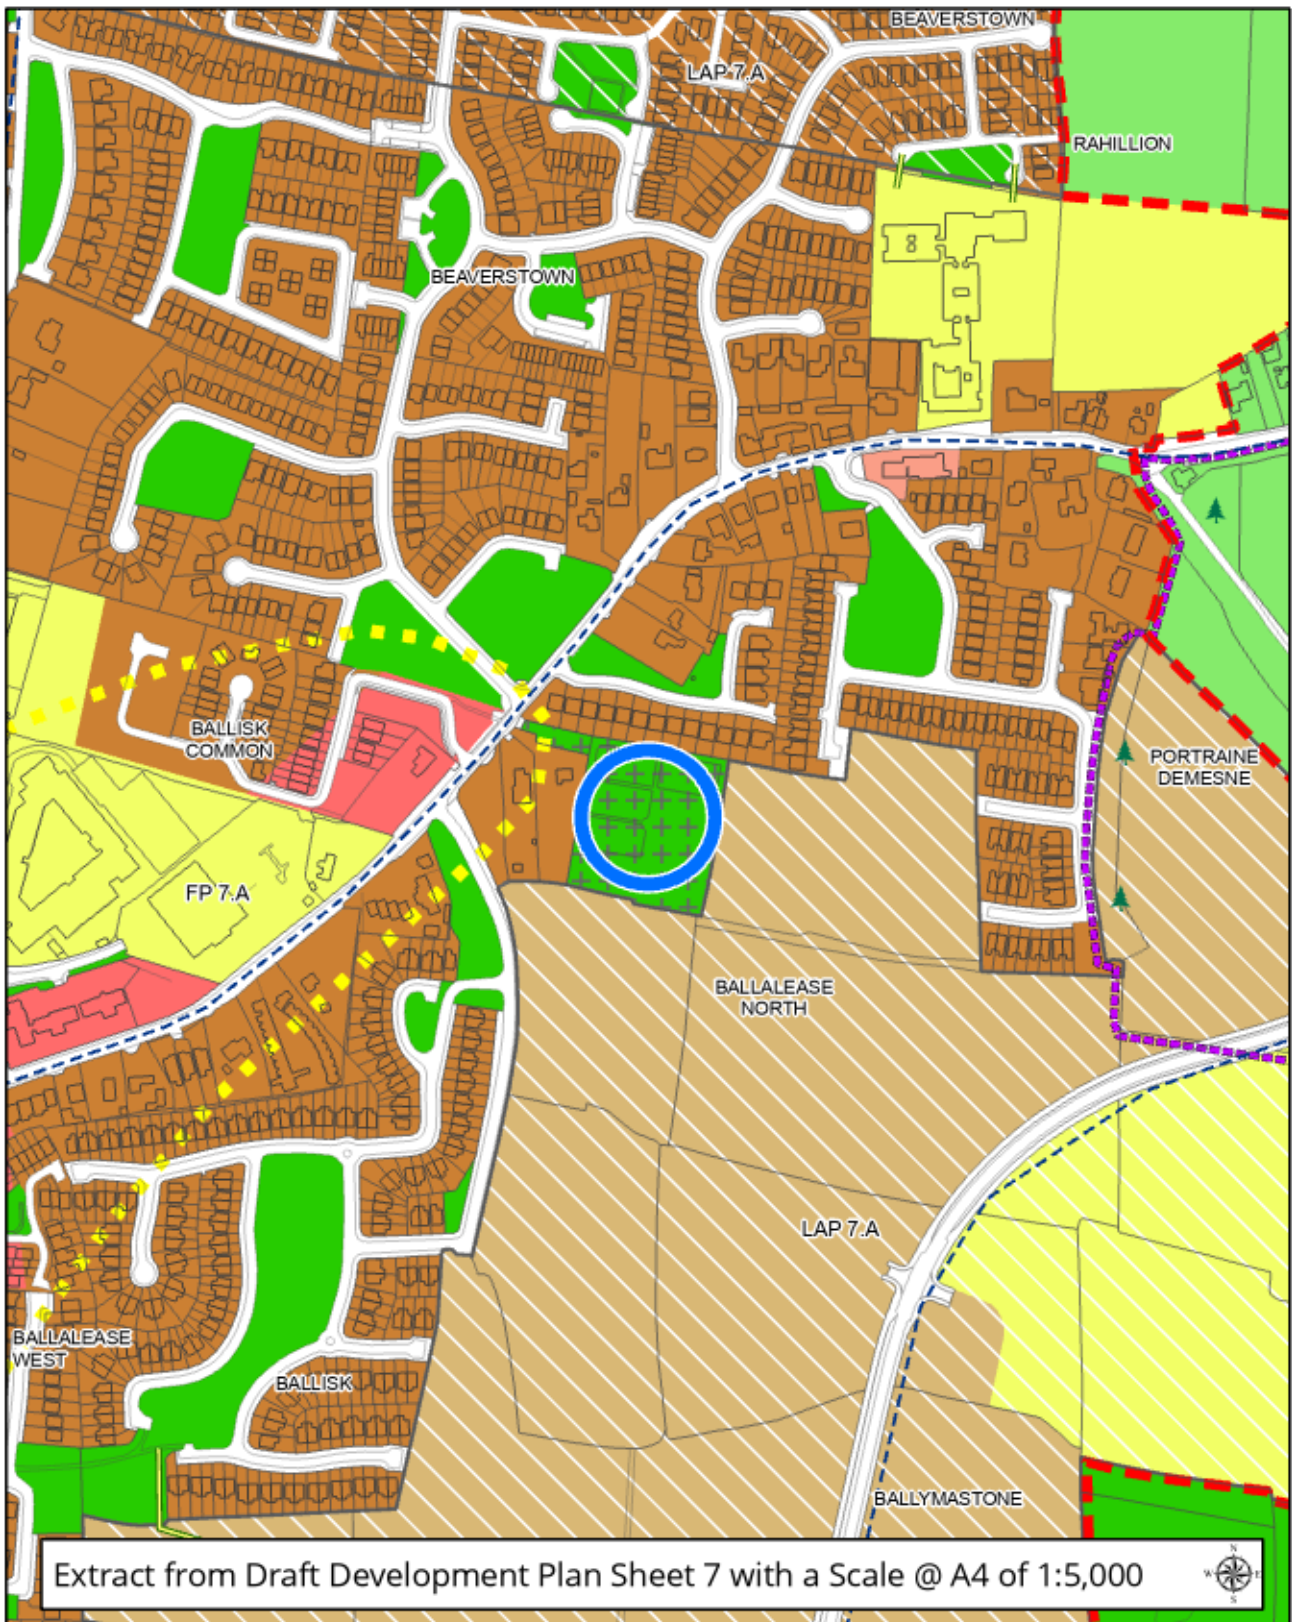 BEAVERSTOWN
LAP 7.A
RAHILLION
BEAVERSTOWN
BALLISK
COMMON
PORTRAINE
DEMESNE
FP 7.A
BALLALEASE
NORTH
LAP 7.A
BALLALEASE
WEST
BALLISK
BALLYMASTONE
Extract from Draft Development Plan Sheet 7 with a Scale @ A4 of 1:5,000
N
W
E
S